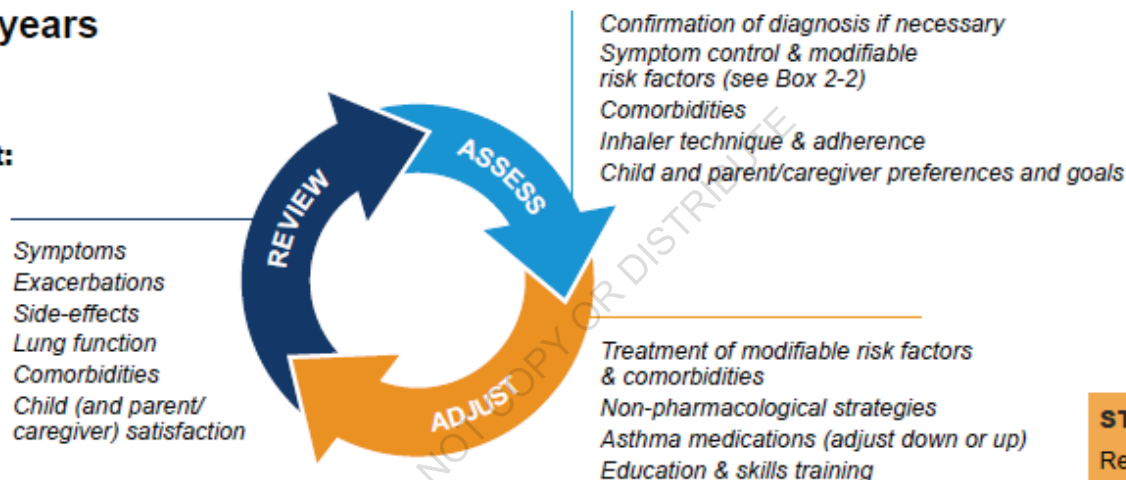 years
t:
Confirmation of diagnosis if necessary
Symptom control & modifiable
risk factors (see Box 2-2)
Comorbidities
Inhaler technique & adherence
Child and parent/caregiver preferences and goals
ASSESS
REVIEW
ADJUST
Symptoms
Exacerbations
Side-effects
Lung function
Comorbidities
Child (and parent/
caregiver) satisfaction
Treatment of modifiable risk factors
& comorbidities
Non-pharmacological strategies
Asthma medications (adjust down or up)
Education & skills training
ST
Re
NOT COPY OR DISTRIBUTE